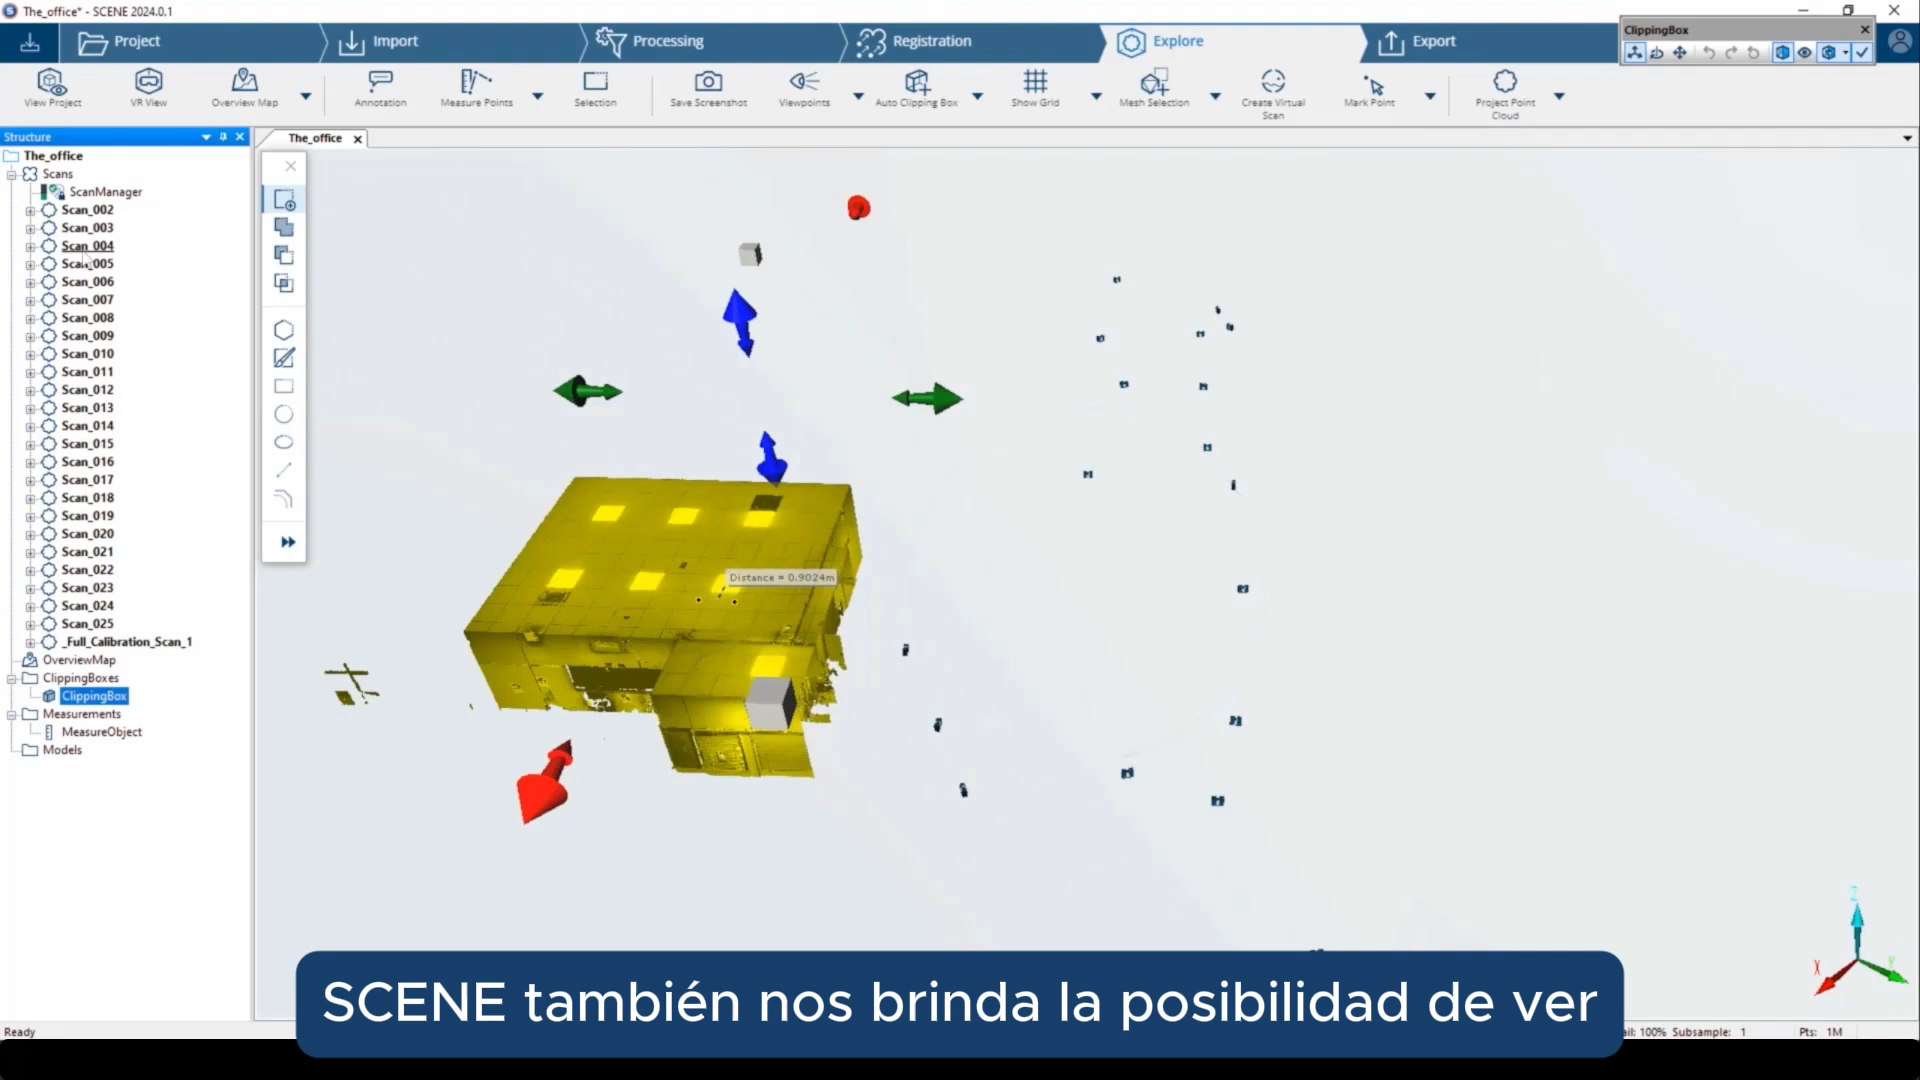 The_office* - SCENE 2024.0.1
Project
Import
Processing
Registration
Explore
Export
ClippingBox
View Project
VR View
Overview Map
Annotation
Measure Points
Selection
Save Screenshot
Viewpoints
Auto Clipping Box
Show Grid
Mesh Selection
Create Virtual
Scan
Mark Point
Project Point
Cloud
Structure
The_office
The_office
Scans
ScanManager
Scan_002
Scan_003
Scan_004
Scan_005
Scan_006
Scan_007
Scan_008
Scan_009
Scan_010
Scan_011
Scan_012
Scan_013
Scan_014
Scan_015
Scan_016
Scan_017
Scan_018
Scan_019
Scan_020
Scan_021
Scan_022
Scan_023
Scan_024
Scan_025
_Full_Calibration_Scan_1
OverviewMap
ClippingBoxes
ClippingBox
Measurements
MeasureObject
Models
Distance = 0.9024m
Z
X
Y
SCENE también nos brinda la posibilidad de ver
Ready
100% Subsample: 1
Pts: 1M